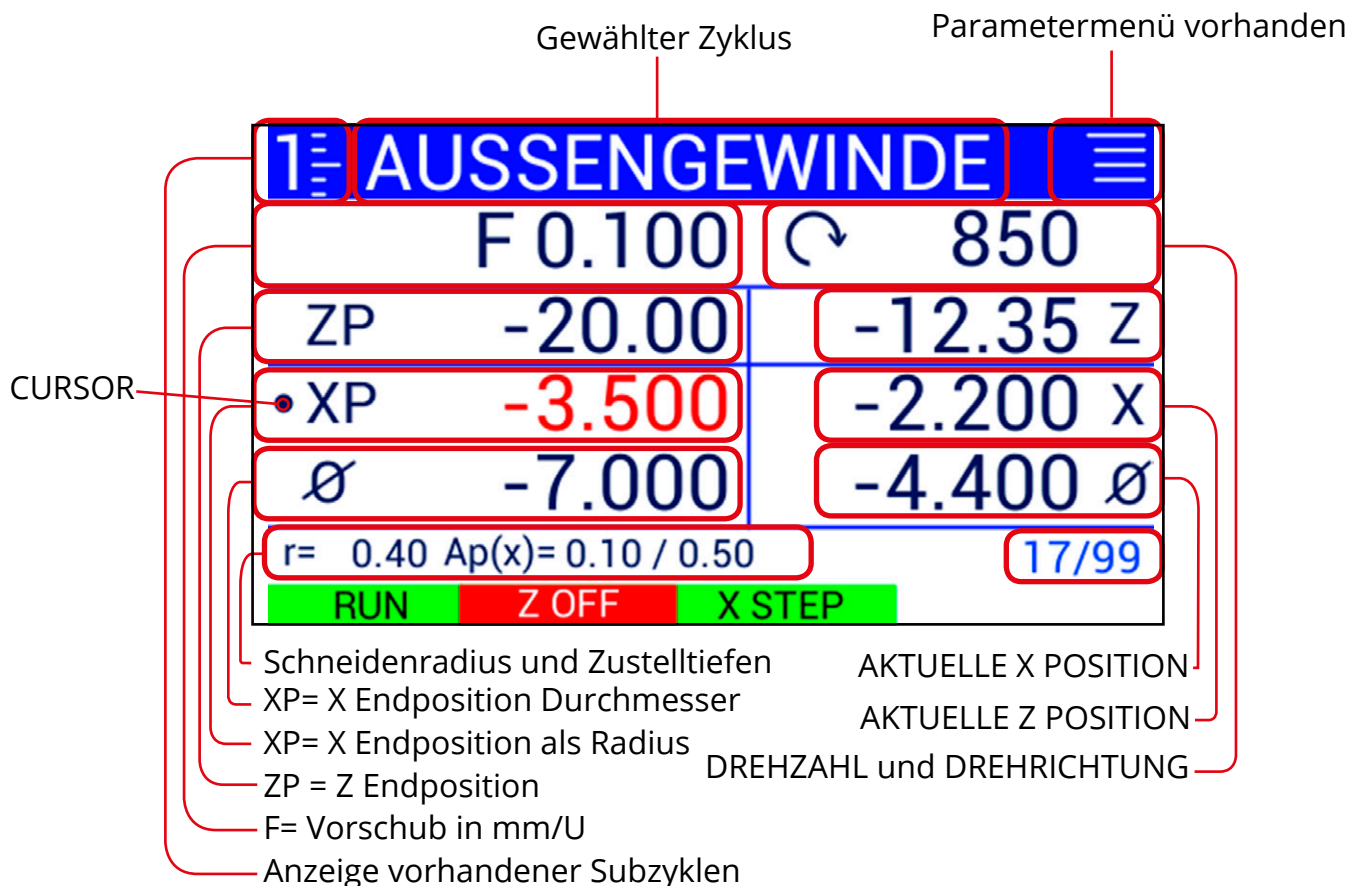 Gewählter Zyklus
Parametermenü vorhanden
1 AUSSENGEWINDE
F 0.100 850
ZP -20.00 -12.35 Z
CURSOR
XP -3.500 -2.200 X
Ø -7.000 -4.400 Ø
r= 0.40 Ap(x)= 0.10 / 0.50 17/99
RUN Z OFF X STEP
Schneidenradius und Zustelltiefen
AKTUELLE X POSITION
XP= X Endposition Durchmesser
AKTUELLE Z POSITION
XP= X Endposition als Radius
DREHZAHL und DREHRICHTUNG
ZP = Z Endposition
F= Vorschub in mm/U
Anzeige vorhandener Subzyklen